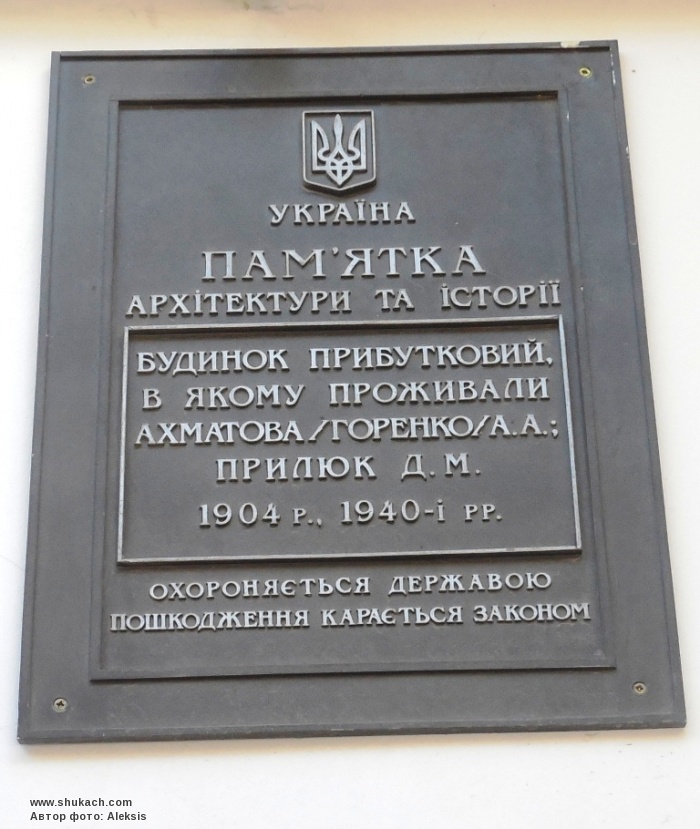 УКРАЇНА
ПАМ'ЯТКА
АРХІТЕКТУРИ ТА ІСТОРІЇ
БУДИНОК ПРИБУТКОВИЙ,
В ЯКОМУ ПРОЖИВАЛИ
АХМАТОВА/ГОРЕНКО/А.А.;
ПРИЛЮК Д.М.
1904 р., 1940-і рр.
ОХОРОНЯЄТЬСЯ ДЕРЖАВОЮ
ПОШКОДЖЕННЯ КАРАЄТЬСЯ ЗАКОНОМ
www.shukach.com
Автор фото: Aleksis